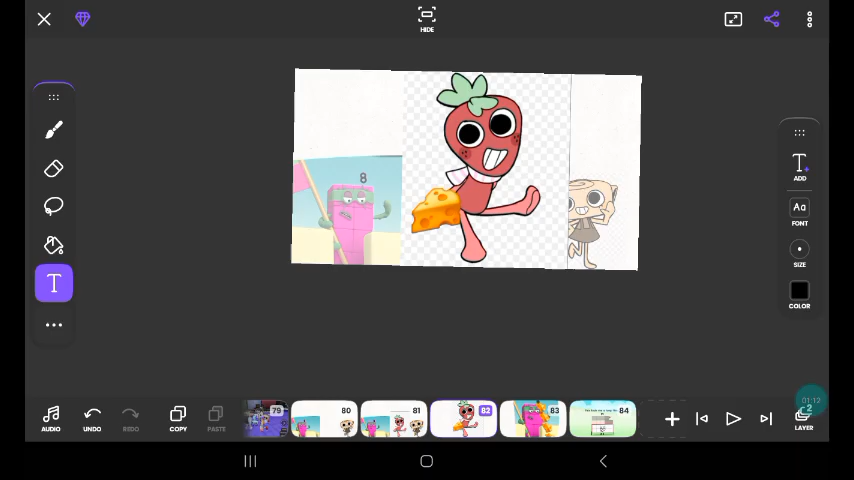 HIDE
8
T
ADD
Aa
FONT
SIZE
COLOR
T
79
80
81
82
83
84
01:12
2
AUDIO
UNDO
REDO
COPY
PASTE
LAYER